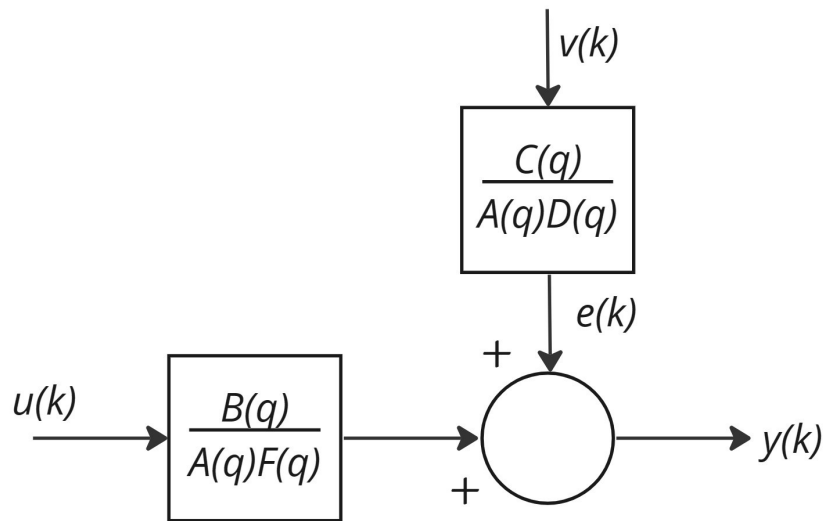 v(k)
C(q)
A(q)D(q)
e(k)
+
u(k)
B(q)
A(q)F(q)
y(k)
+